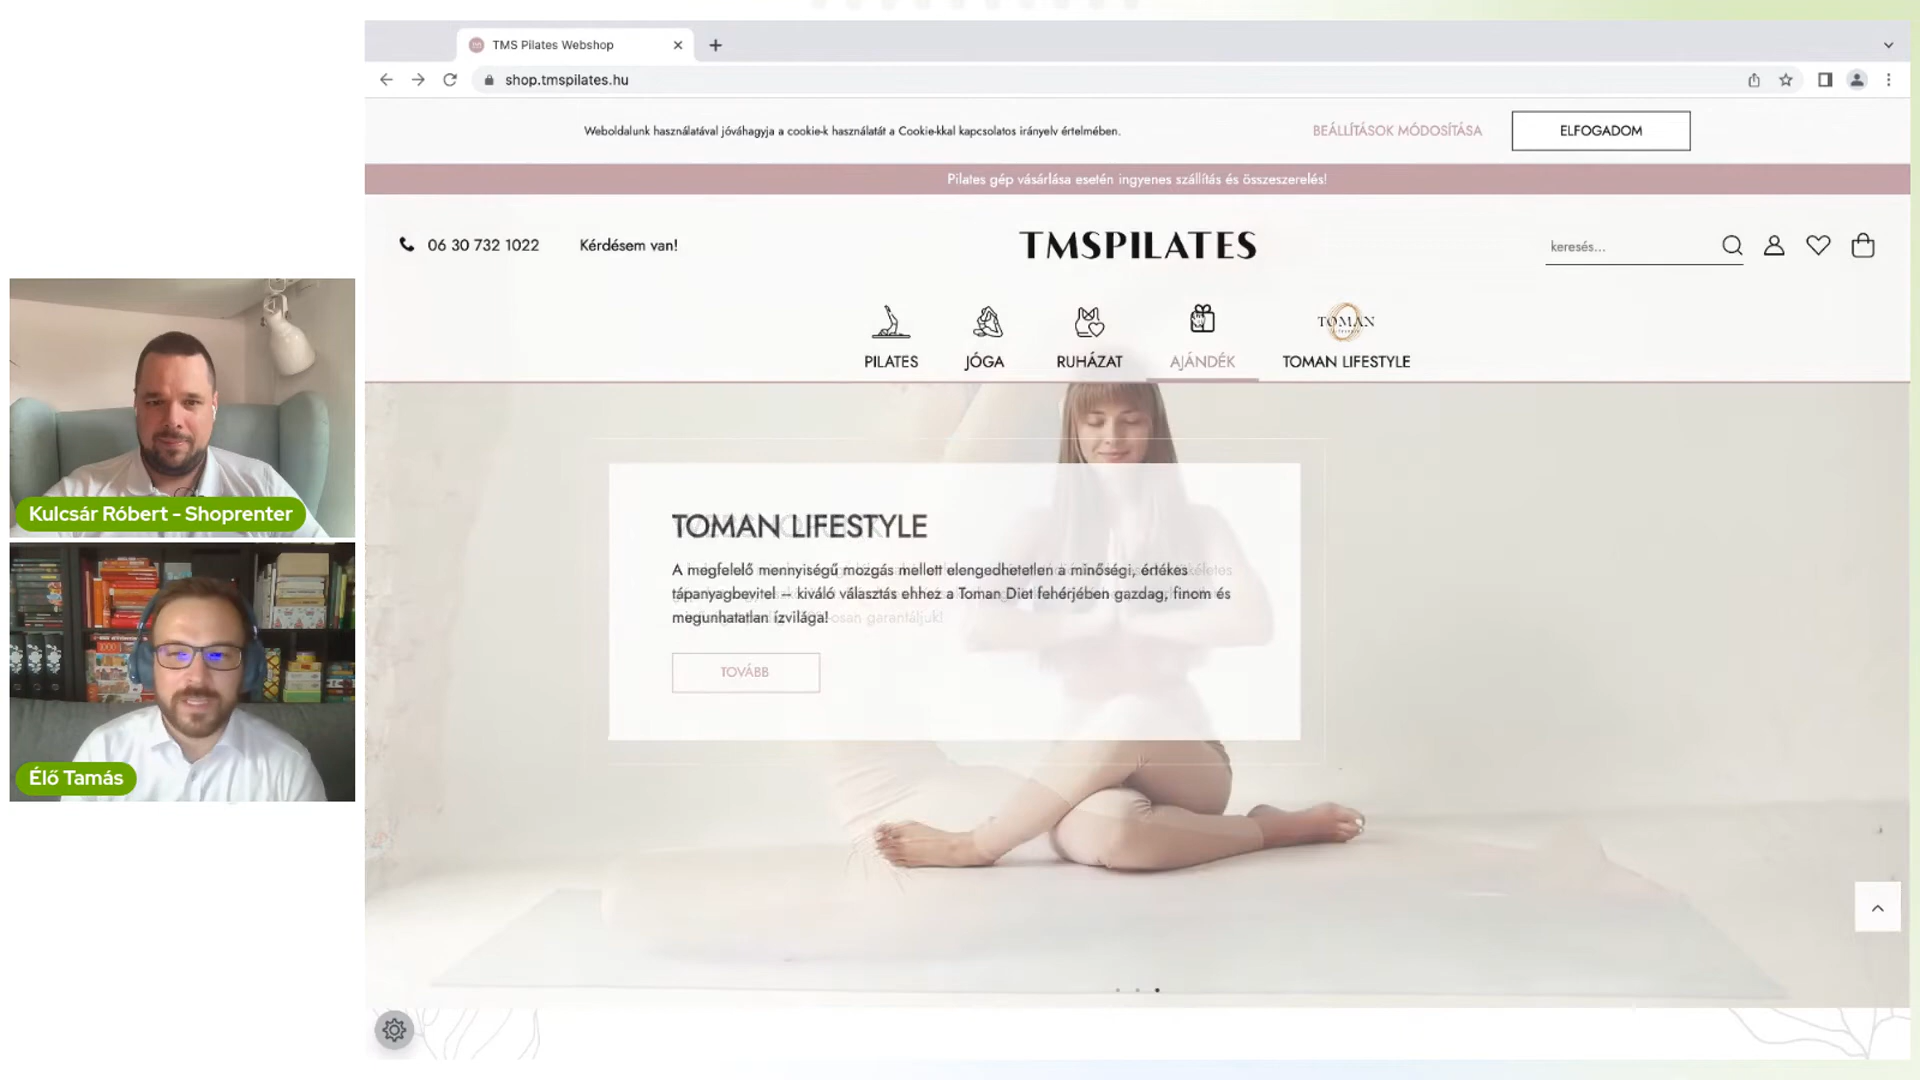 TMS Pilates Webshop
shop.tmspilates.hu
Weboldalunk használatával jóváhagyja a cookie-k használatát a Cookie-kkal kapcsolatos irányelv értelmében.
BEÁLLÍTÁSOK MÓDOSÍTÁSA
ELFOGADOM
Pilates gép vásárlása esetén ingyenes szállítás és összeszerelés!
06 30 732 1022
Kérdésem van!
TMSPILATES
keresés...
TOMAN
PILATES
JÓGA
RUHÁZAT
AJÁNDÉK
TOMAN LIFESTYLE
TOMAN LIFESTYLE
A megfelelő mennyiségű mozgás mellett elengedhetetlen a minőségi, értékes
tápanyagbevitel – kiváló választás ehhez a Toman Diet fehérjében gazdag, finom és
megunhatatlan ízvilága!
garantáljuk!
TOVÁBB
Kulcsár Róbert - Shoprenter
Élő Tamás